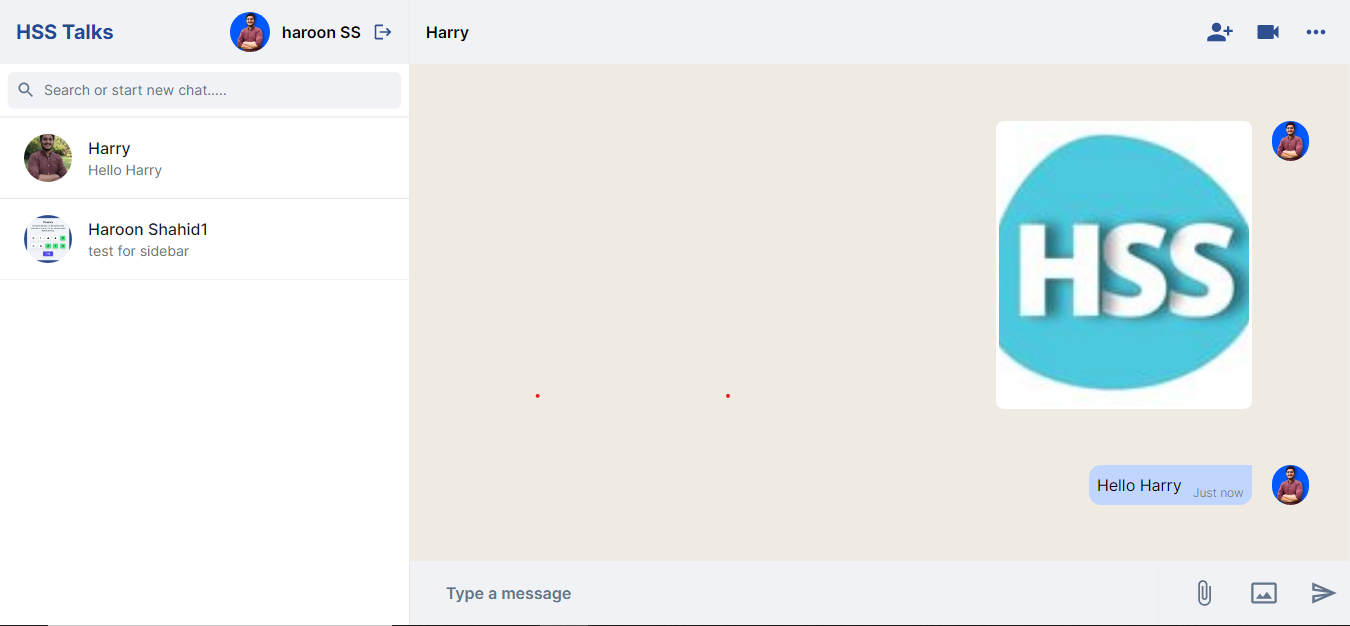 HSS Talks
haroon SS
Harry
Search or start new chat.....
Harry
Hello Harry
Haroon Shahid1
test for sidebar
HSS
Hello Harry
Just now
Type a message